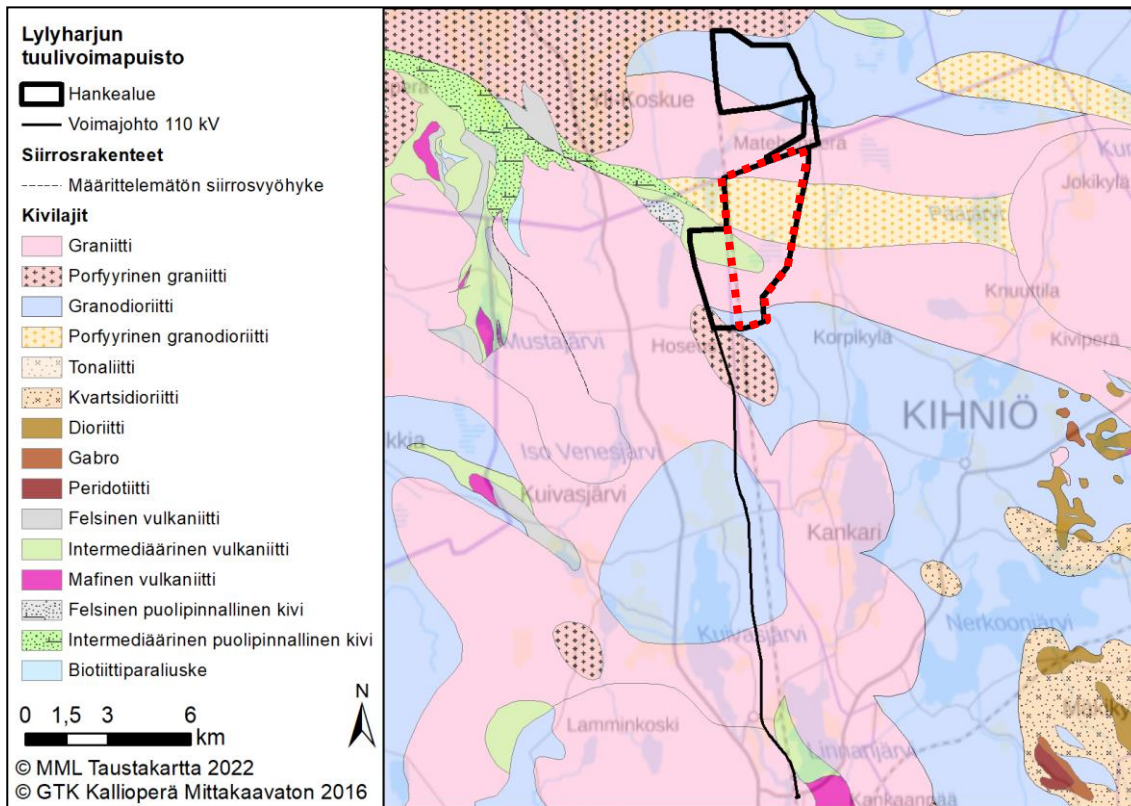 Lylyharjun
tuulivoimapuisto
Hankealue
Voimajohto 110 kV
Siirrosrakenteet
Määrittelemätön siirrosvyöhyke
Kivilajit
Graniitti
Porfyyrinen graniitti
Granodioriitti
Porfyyrinen granodioriitti
Tonaliitti
Kvartsidioriitti
Dioriitti
Gabro
Peridotiitti
Felsinen vulkaniitti
Intermediäärinen vulkaniitti
Mafinen vulkaniitti
Felsinen puolipinnallinen kivi
Intermediäärinen puolipinnallinen kivi
Biotiittiparaliuske
N
0 1,5 3 6
km
© MML Taustakartta 2022
© GTK Kallioperä Mittakaavaton 2016
Jokikylä
Knuuttila
Mustajärvi
Korpikylä
Kiviperä
KIHNIÖ
Iso Venesjärvi
Kuivasjärvi
Kankari
Kuivasjärvi
Nerkoonjärvi
Lamminkoski
Linnanjärvi
Kankaanpää